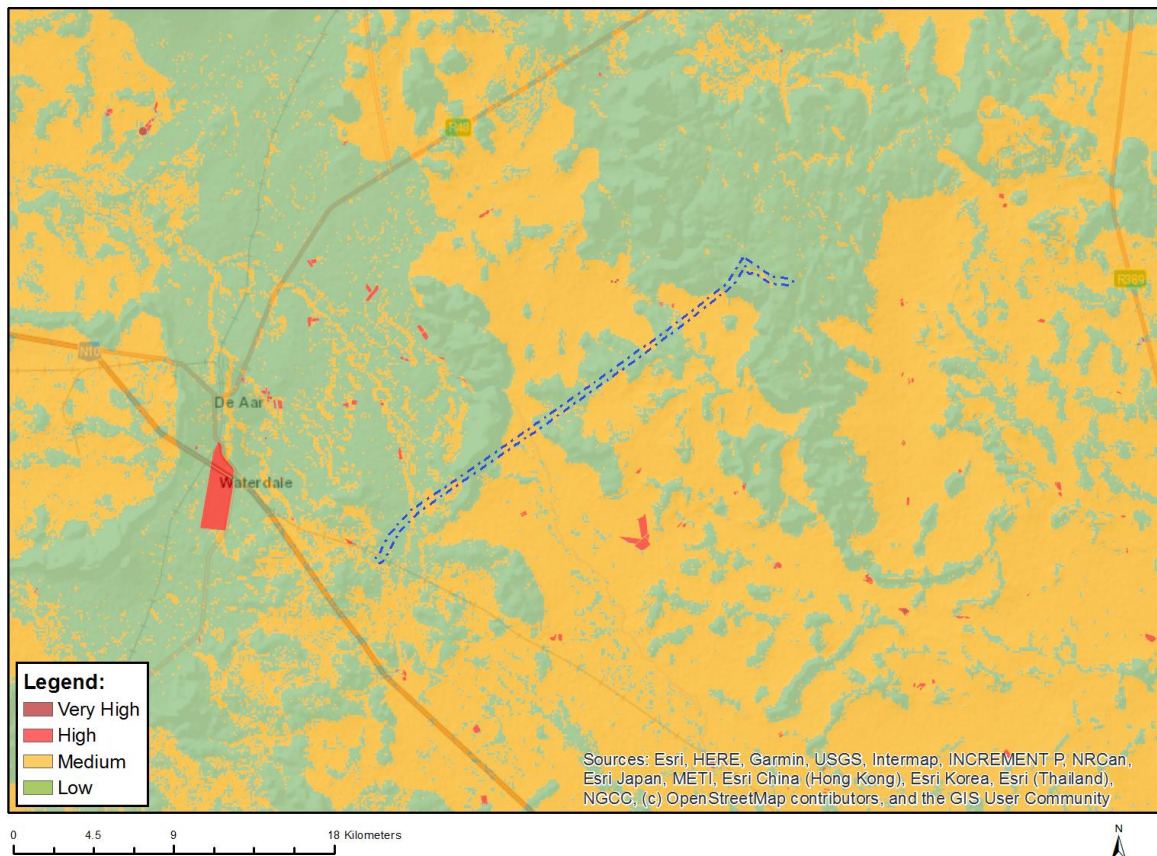 R48
R389
N10
De Aar
Waterdale
Legend:
Very High
High
Medium
Low
Sources: Esri, HERE, Garmin, USGS, Intermap, INCREMENT P, NRCan,
Esri Japan, METI, Esri China (Hong Kong), Esri Korea, Esri (Thailand),
NGCC, (c) OpenStreetMap contributors, and the GIS User Community
0 4.5 9 18 Kilometers
N